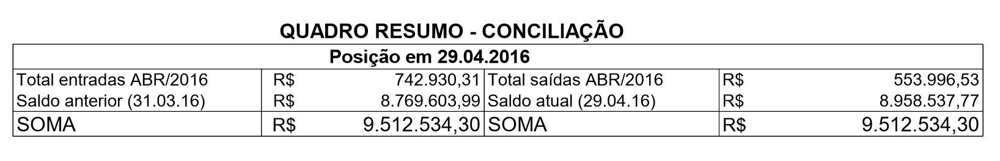 QUADRO RESUMO - CONCILIAÇÃO
Posição em 29.04.2016
Total entradas ABR/2016 R$ 742.930,31 Total saídas ABR/2016 R$ 553.996,53
Saldo anterior (31.03.16) R$ 8.769.603,99 Saldo atual (29.04.16) R$ 8.958.537,77
SOMA R$ 9.512.534,30 SOMA R$ 9.512.534,30